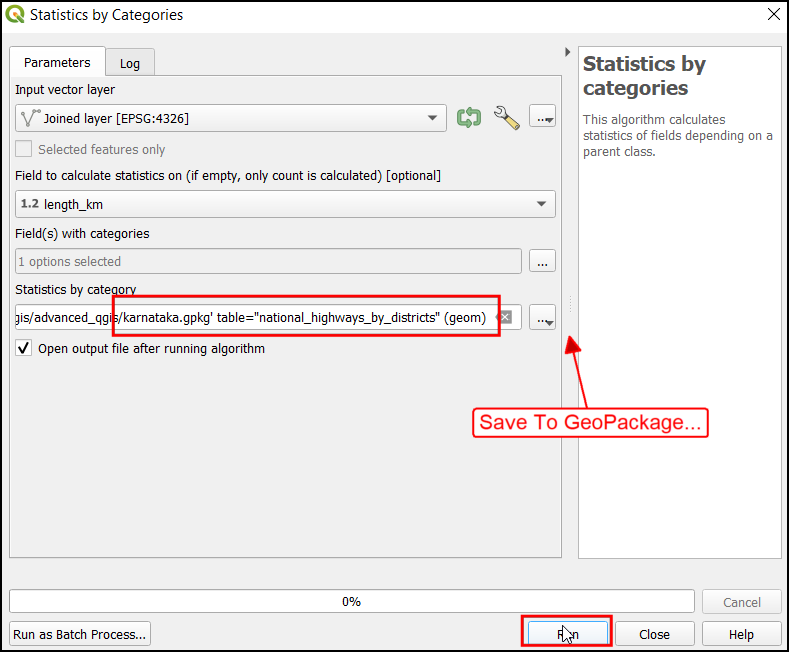 Statistics by Categories
Parameters
Log
Input vector layer
Joined layer [EPSG:4326]
...
Selected features only
Field to calculate statistics on (if empty, only count is calculated) [optional]
1.2 length_km
Field(s) with categories
1 options selected
...
Statistics by category
gis/advanced_qgis/karnataka.gpkg' table="national_highways_by_districts" (geom)
...
Open output file after running algorithm
Statistics by
categories
This algorithm calculates
statistics of fields depending on a
parent class.
Save To GeoPackage...
0%
Cancel
Run as Batch Process...
Run
Close
Help